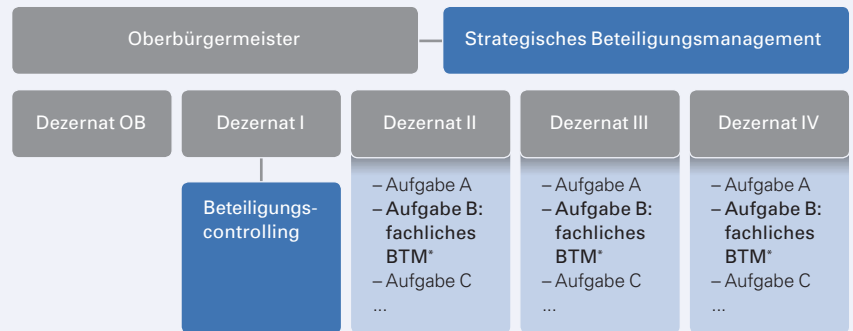 Oberbürgermeister
Strategisches Beteiligungsmanagement
Dezernat OB
Dezernat I
Dezernat II
Dezernat III
Dezernat IV
Beteiligungs-
controlling
– Aufgabe A
– Aufgabe B:
fachliches
BTM*
– Aufgabe C
...
– Aufgabe A
– Aufgabe B:
fachliches
BTM*
– Aufgabe C
...
– Aufgabe A
– Aufgabe B:
fachliches
BTM*
– Aufgabe C
...